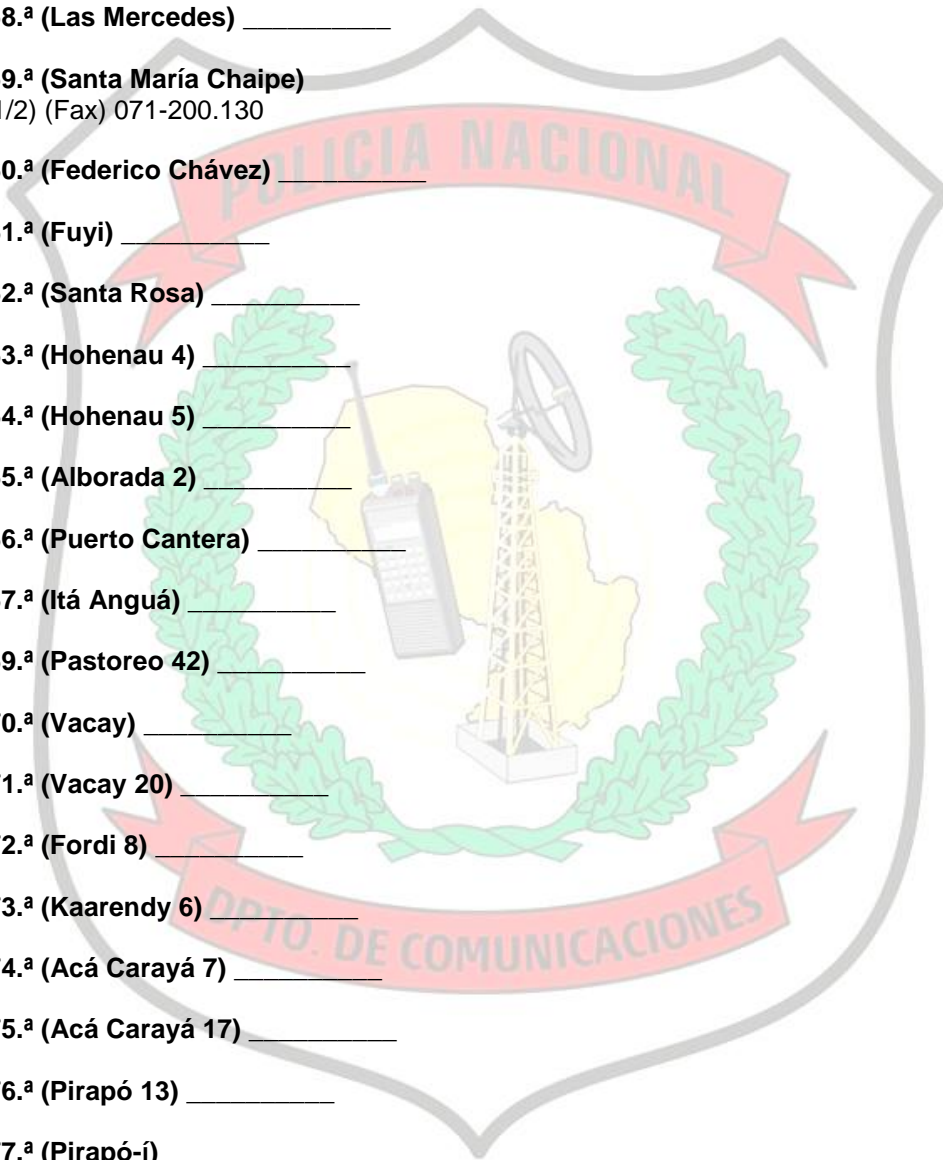 8.ª (Las Mercedes) __________
9.ª (Santa María Chaipe)
1/2) (Fax) 071-200.130
0.ª (Federico Chávez) __________
1.ª (Fuyi) __________
2.ª (Santa Rosa) __________
3.ª (Hohenau 4) __________
4.ª (Hohenau 5) __________
5.ª (Alborada 2) __________
6.ª (Puerto Cantera) __________
7.ª (Itá Anguá) __________
9.ª (Pastoreo 42) __________
0.ª (Vacay) __________
1.ª (Vacay 20) __________
2.ª (Fordi 8) __________
3.ª (Kaarendy 6) __________
4.ª (Acá Carayá 7) __________
5.ª (Acá Carayá 17) __________
6.ª (Pirapó 13) __________
7.ª (Pirapó-í)
POLICIA NACIONAL
DPTO. DE COMUNICACIONES